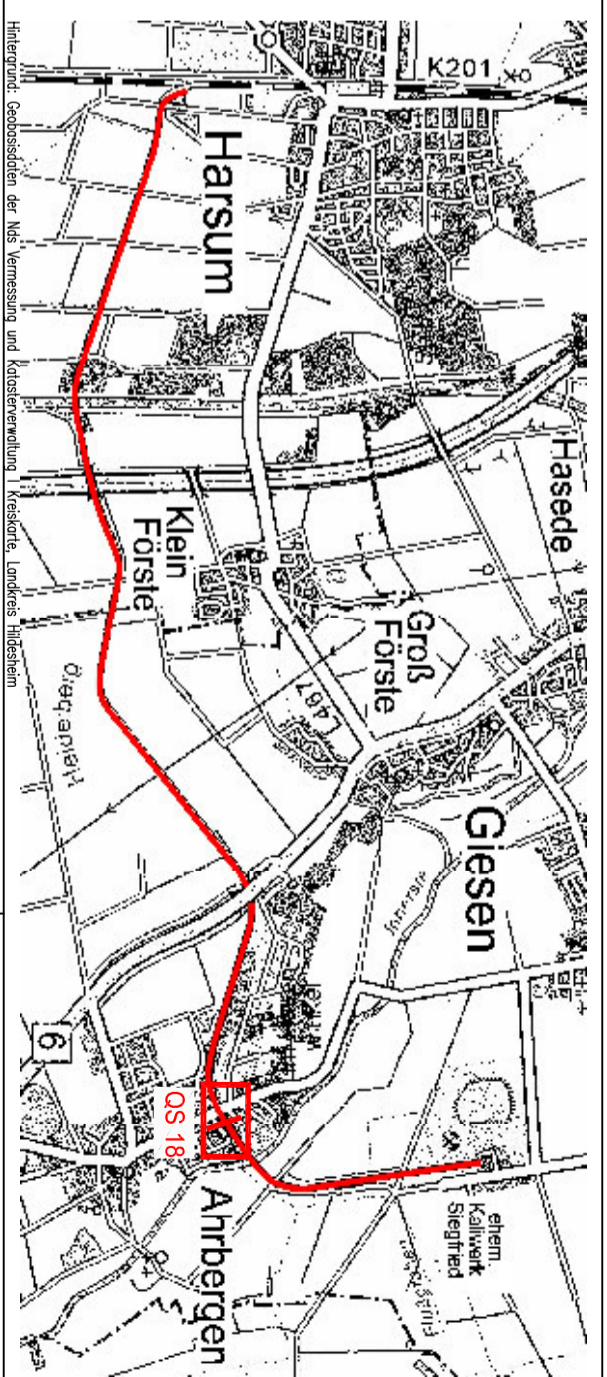 K201
Harsum
Hasede
Klein
Förste
Groß
Förste
L467
Giesen
Innerste
6
QS 18
Ahrbergen
ehem.
Kaliwerk
Siegfried
Hintergrund: Geobasisdaten der Nds Vermessung und Katasterverwaltung | Kreiskarte, Landkreis Hildesheim